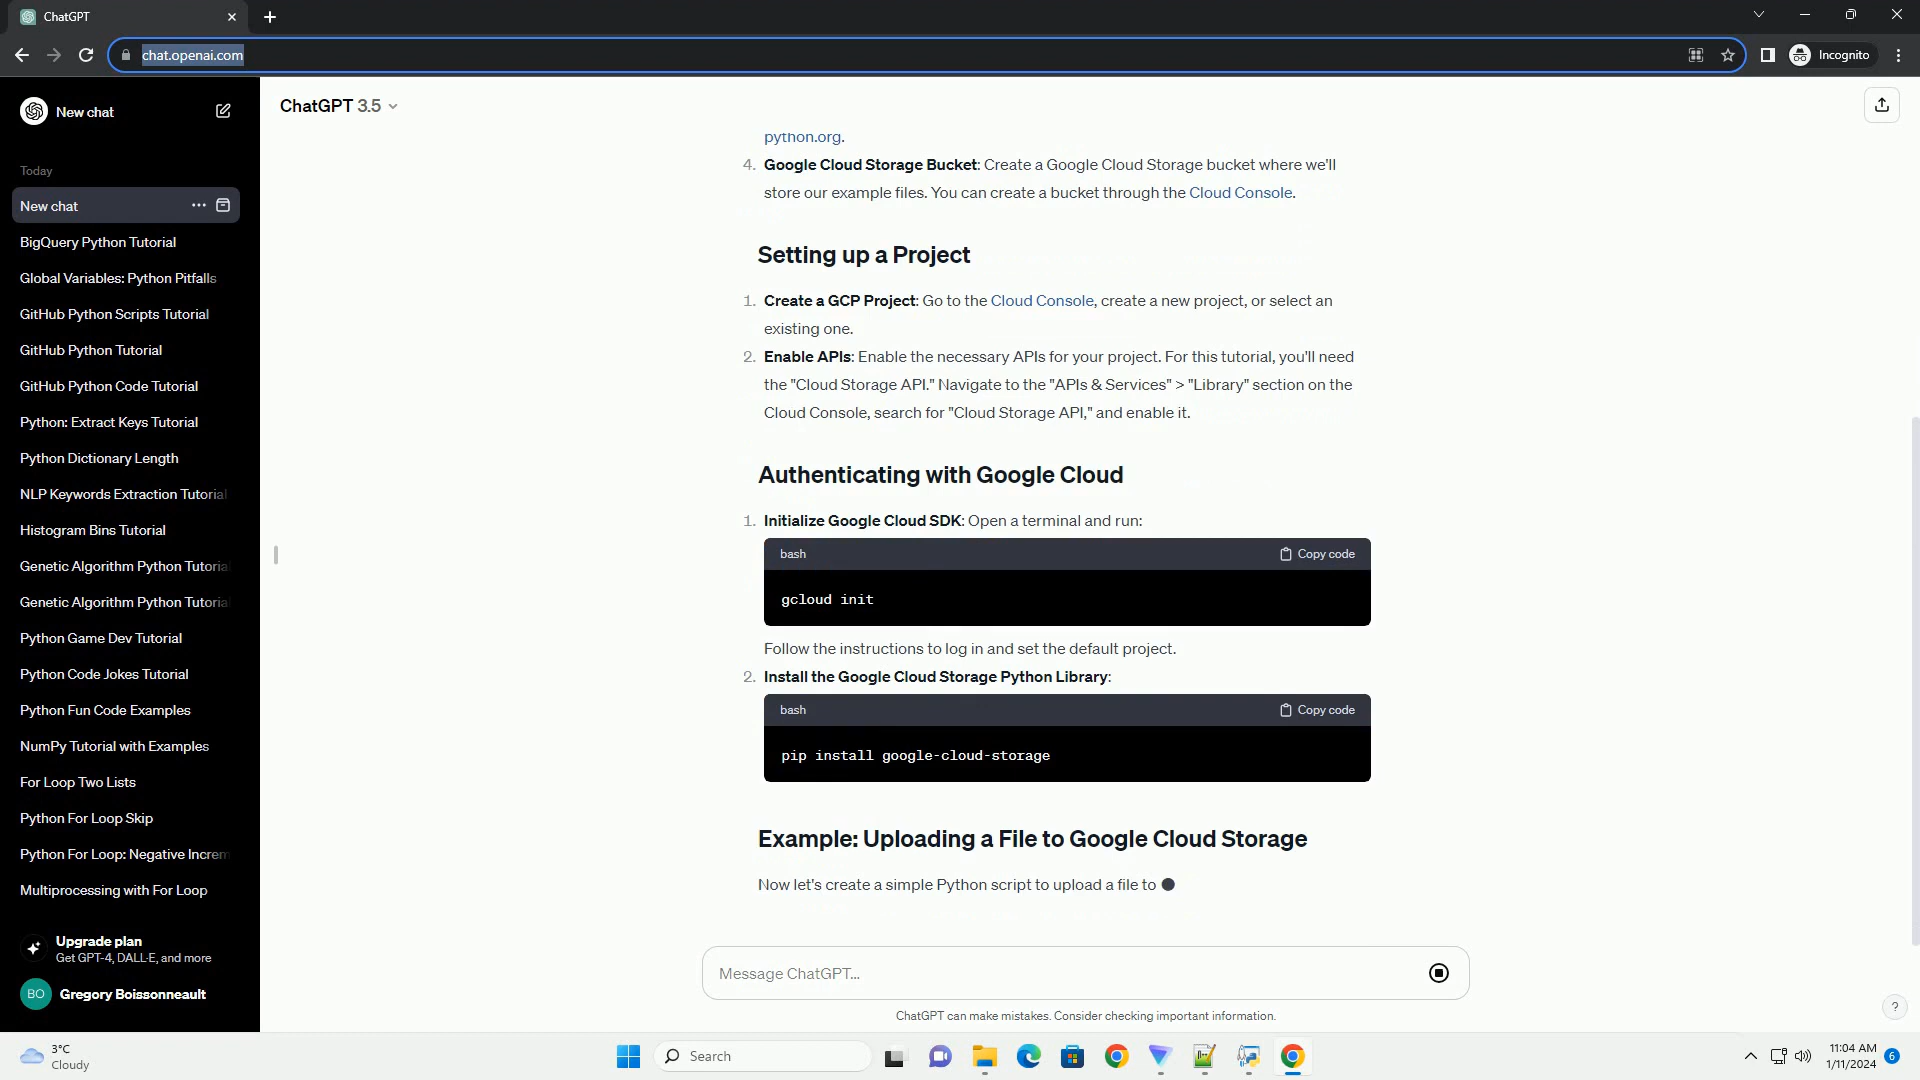 ChatGPT
chat.openai.com
Incognito
New chat
Today
New chat
BigQuery Python Tutorial
Global Variables: Python Pitfalls
GitHub Python Scripts Tutorial
GitHub Python Tutorial
GitHub Python Code Tutorial
Python: Extract Keys Tutorial
Python Dictionary Length
NLP Keywords Extraction Tutorial
Histogram Bins Tutorial
Genetic Algorithm Python Tutoria
Genetic Algorithm Python Tutoria
Python Game Dev Tutorial
Python Code Jokes Tutorial
Python Fun Code Examples
NumPy Tutorial with Examples
For Loop Two Lists
Python For Loop Skip
Python For Loop: Negative Increm
Multiprocessing with For Loop
Upgrade plan
Get GPT-4, DALL·E, and more
BO
Gregory Boissonneault
ChatGPT 3.5
python.org.
4. Google Cloud Storage Bucket: Create a Google Cloud Storage bucket where we'll
store our example files. You can create a bucket through the Cloud Console.
Setting up a Project
1. Create a GCP Project: Go to the Cloud Console, create a new project, or select an
existing one.
2. Enable APIs: Enable the necessary APIs for your project. For this tutorial, you'll need
the "Cloud Storage API." Navigate to the "APIs & Services" > "Library" section on the
Cloud Console, search for "Cloud Storage API," and enable it.
Authenticating with Google Cloud
1. Initialize Google Cloud SDK: Open a terminal and run:
bash
Copy code
gcloud init
Follow the instructions to log in and set the default project.
2. Install the Google Cloud Storage Python Library:
bash
Copy code
pip install google-cloud-storage
Example: Uploading a File to Google Cloud Storage
Now let's create a simple Python script to upload a file to
Message ChatGPT...
ChatGPT can make mistakes. Consider checking important information.
?
3°C
Cloudy
Search
11:04 AM
1/11/2024
6